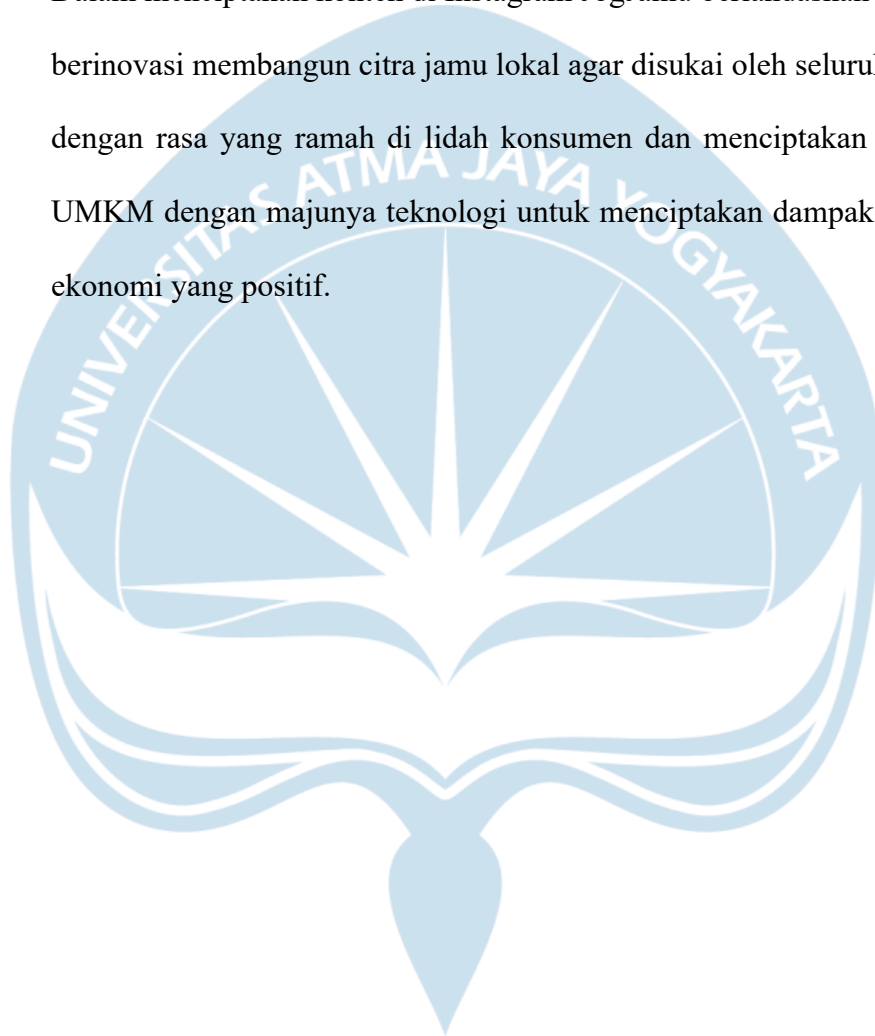 berinovasi membangun citra jamu lokal agar disukai oleh
dengan rasa yang ramah di lidah konsumen dan menciptakan
UMKM dengan majunya teknologi untuk menciptakan dampak
ekonomi yang positif.
UNIVERSITAS ATMA JAYA YOGYAKARTA